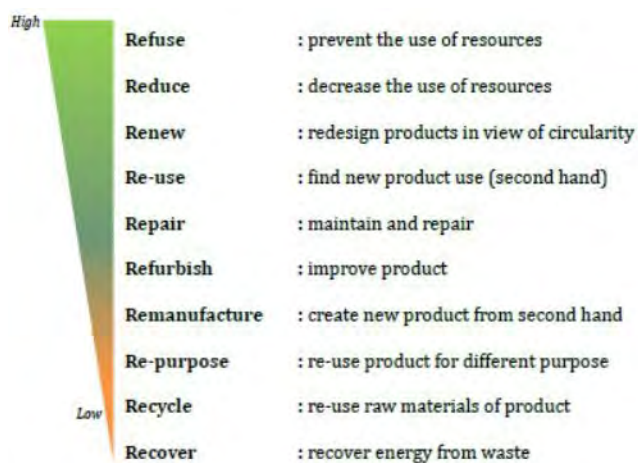 High
Refuse : prevent the use of resources
Reduce : decrease the use of resources
Renew : redesign products in view of circularity
Re-use : find new product use (second hand)
Repair : maintain and repair
Refurbish : improve product
Remanufacture : create new product from second hand
Re-purpose : re-use product for different purpose
Low
Recycle : re-use raw materials of product
Recover : recover energy from waste